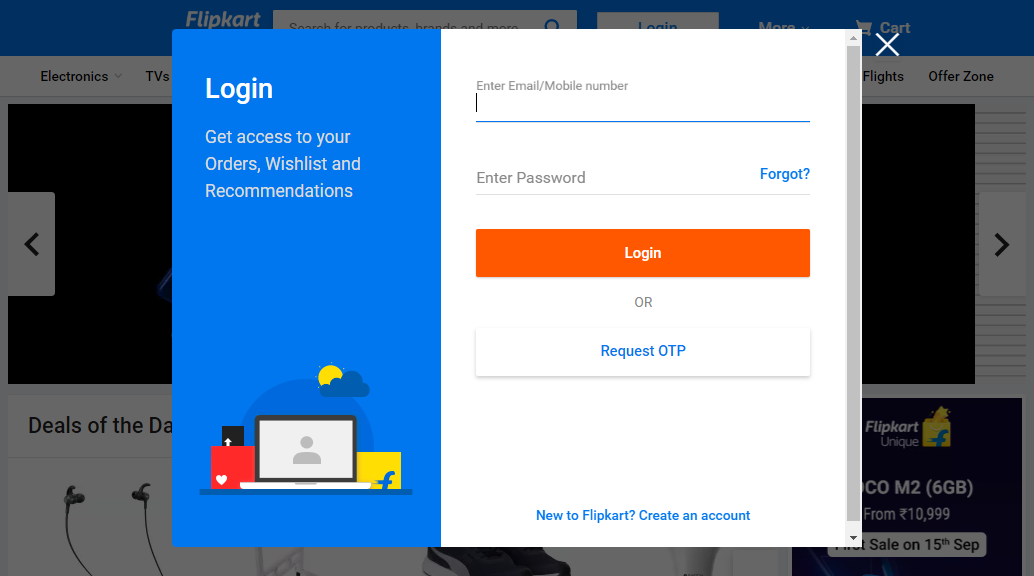 Flipkart
Search for products, brands and more
Login
More
Cart
Electronics
TVs
Flights
Offer Zone
Login
Get access to your
Orders, Wishlist and
Recommendations
Enter Email/Mobile number
Enter Password
Forgot?
Login
OR
Request OTP
New to Flipkart? Create an account
Deals of the Da
Flipkart
Unique
OCO M2 (6GB)
From ₹10,999
First Sale on 15th Sep